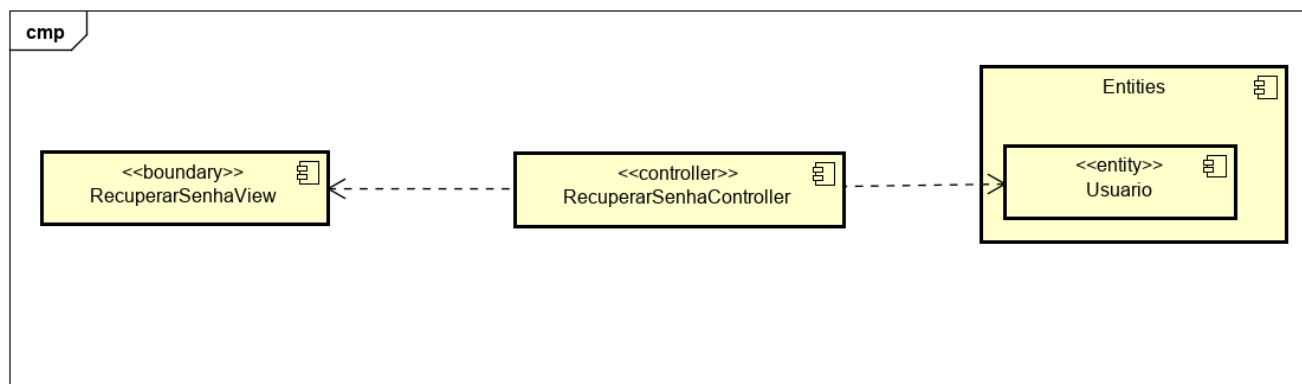 cmp
Entities
<<boundary>>
RecuperarSenhaView
<<controller>>
RecuperarSenhaController
<<entity>>
Usuario